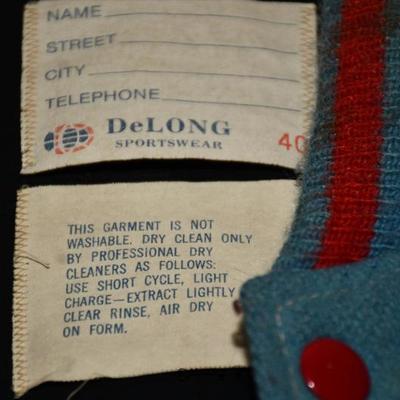 NAME
STREET
CITY
TELEPHONE
DeLONG
SPORTSWEAR
40
THIS GARMENT IS NOT
WASHABLE. DRY CLEAN ONLY
BY PROFESSIONAL DRY
CLEANERS AS FOLLOWS:
USE SHORT CYCLE, LIGHT
CHARGE—EXTRACT LIGHTLY
CLEAR RINSE, AIR DRY
ON FORM.